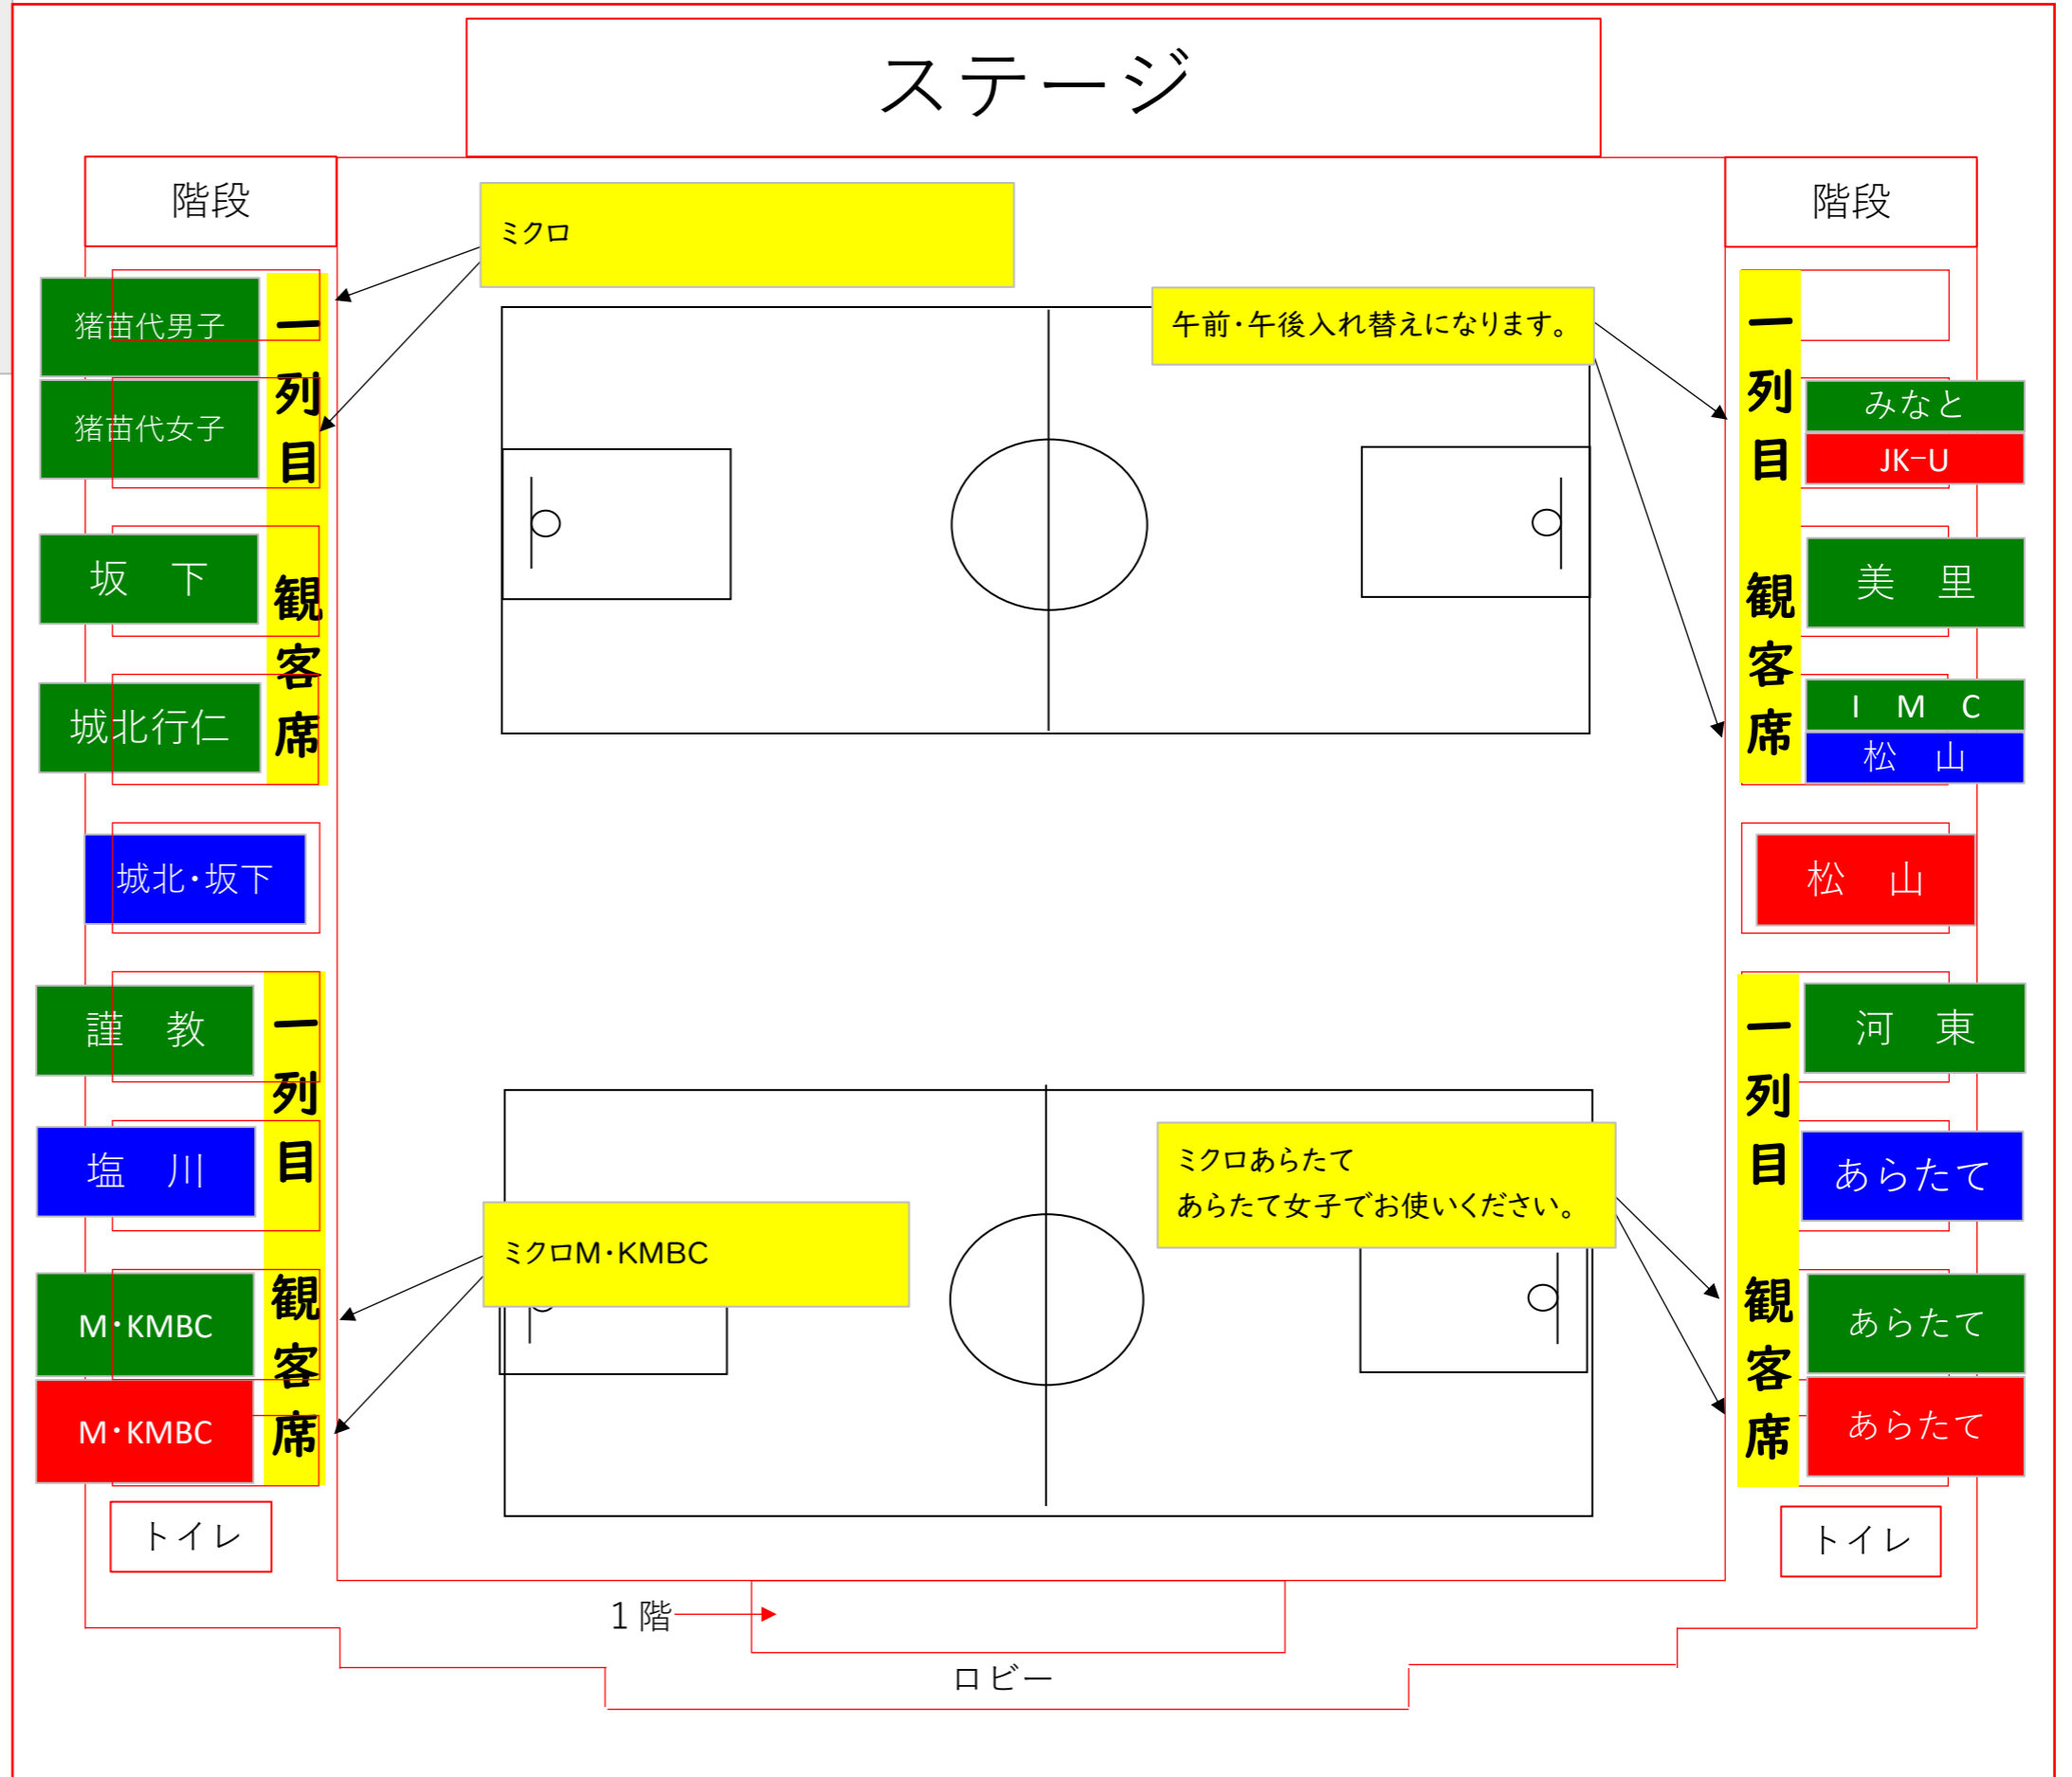 ステージ
階段
階段
ミクロ
午前・午後入れ替えになります。
猪苗代男子
猪苗代女子
坂　下
城北行仁
一列目　観客席
城北・坂下
謹　教
塩　川
M・KMBC
M・KMBC
一列目　観客席
トイレ
一列目　観客席
みなと
JK-U
美　里
I　M　C
松　山
松　山
一列目　観客席
河　東
あらたて
あらたて
あらたて
トイレ
ミクロM・KMBC
ミクロあらたて
あらたて女子でお使いください。
1階
ロビー